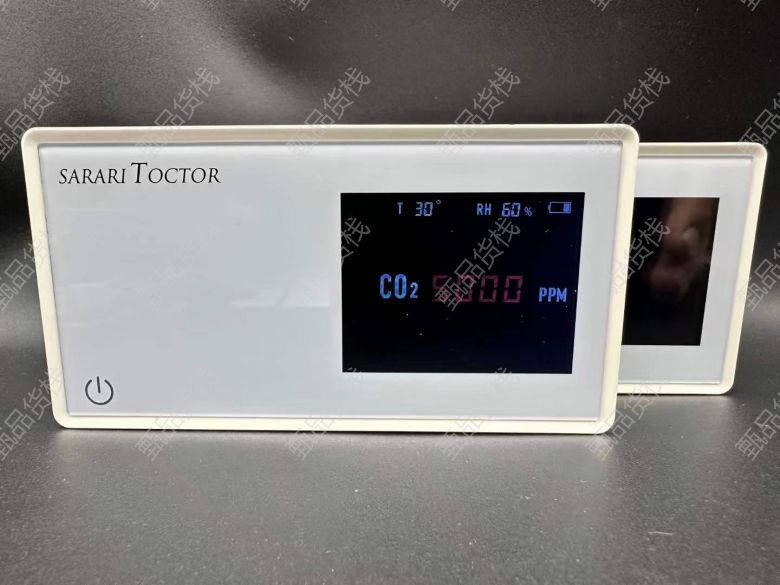 SARARI TOCTOR
T 30° RH 60%
CO2 5000 PPM
甄品货栈